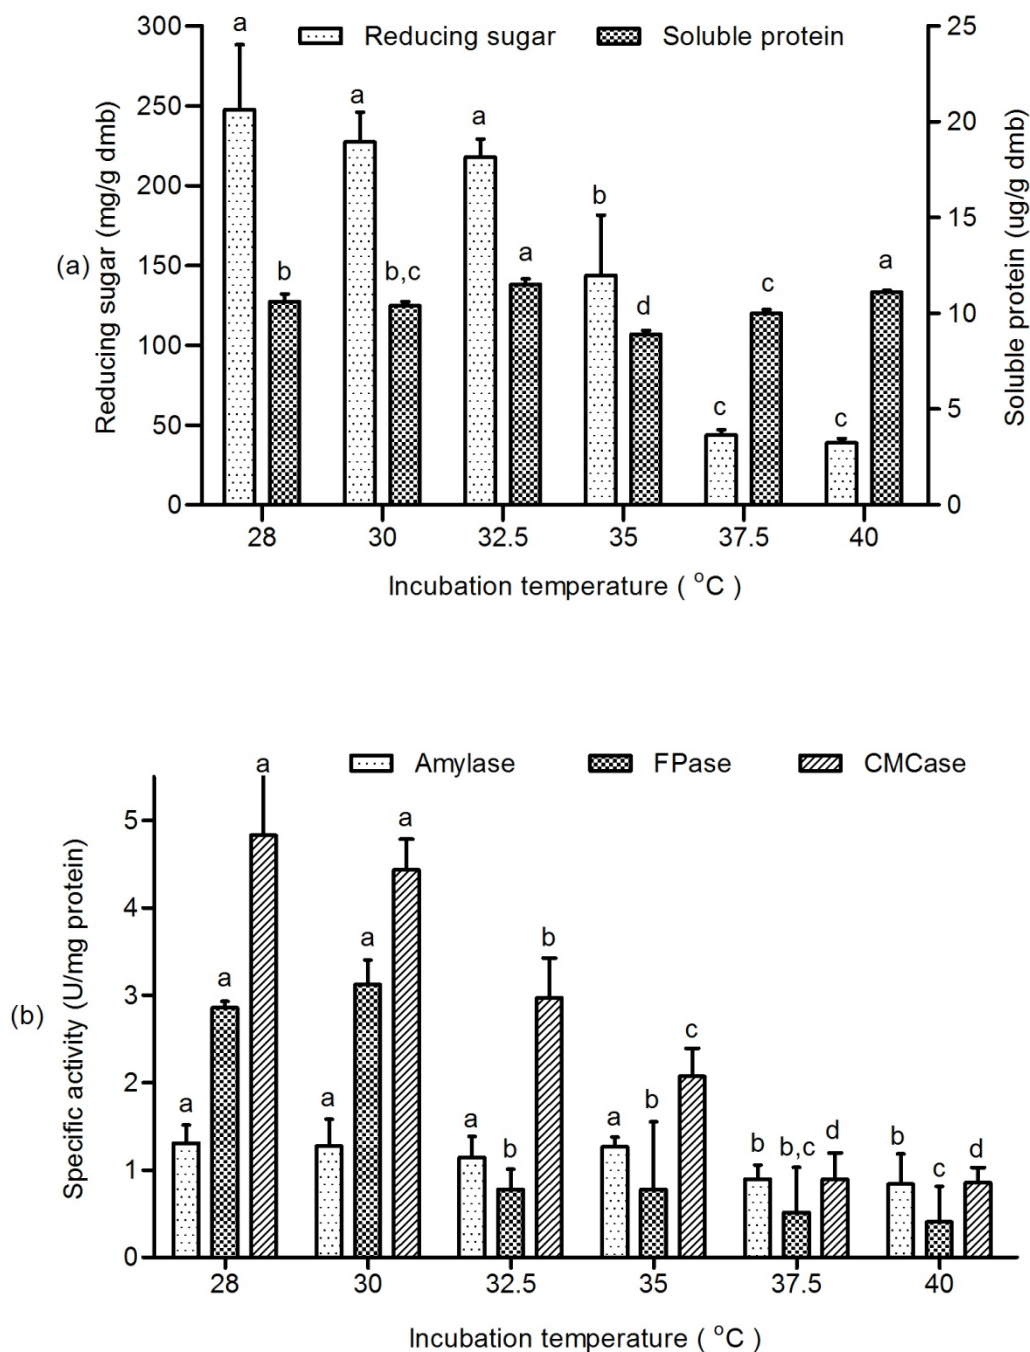 Reducing sugar Soluble protein
300 25
250
20
200
15
150
10
100
5
50
0 0
a a a b c c
b b,c a d c a
Reducing sugar (mg/g dmb)
Soluble protein (ug/g dmb)
(a)
28 30 32.5 35 37.5 40
Incubation temperature ( °C )
Amylase FPase CMCase
5
4
3
2
1
0
a a a
a a a
a b b
a b c
b b,c d
b c d
Specific activity (U/mg protein)
(b)
28 30 32.5 35 37.5 40
Incubation temperature ( °C )